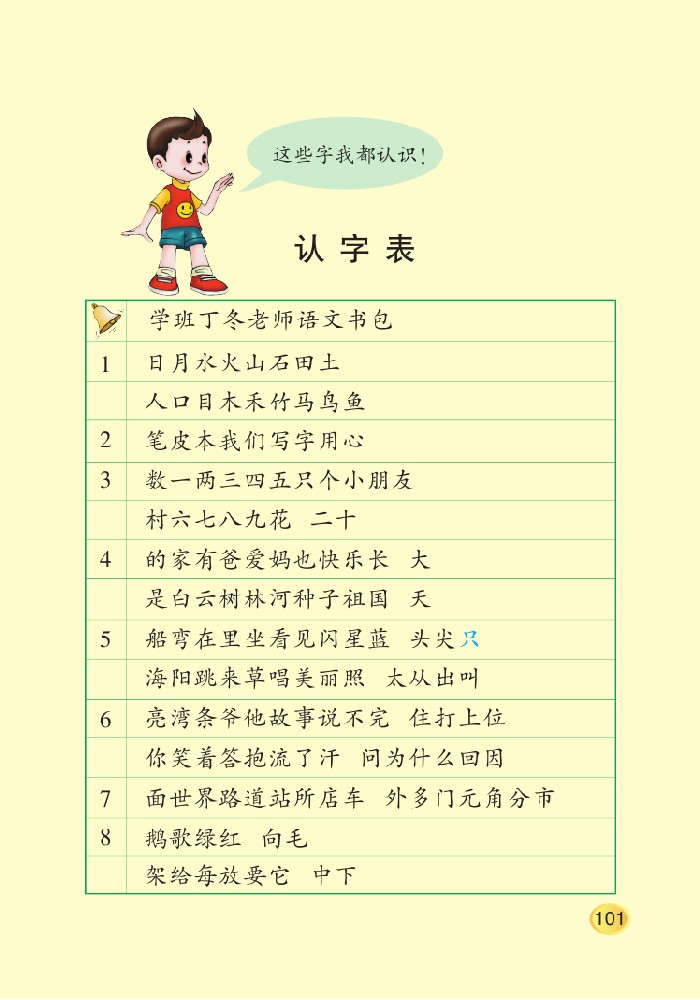 这些字我都认识!
认字表
学班丁冬老师语文书包
1 日月水火山石田土
人口目木禾竹马鸟鱼
2 笔皮本我们写字用心
3 数一两三四五只个小朋友
村六七八九花 二十
4 的家有爸爱妈也快乐长 大
是白云树林河种子祖国 天
5 船弯在里坐看见闪星蓝 头尖只
海阳跳来草唱美丽照 太从出叫
6 亮湾条爷他故事说不完 住打上位
你笑着答抱流了汗 问为什么回因
7 面世界路道站所店车 外多门元角分市
8 鹅歌绿红 向毛
架给每放要它 中下
101